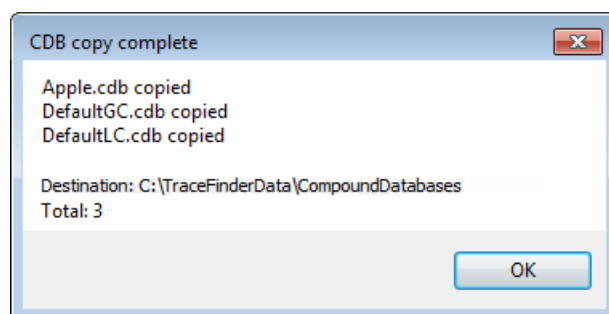 CDB copy complete
Apple.cdb copied
DefaultGC.cdb copied
DefaultLC.cdb copied
Destination: C:\TraceFinderData\CompoundDatabases
Total: 3
OK